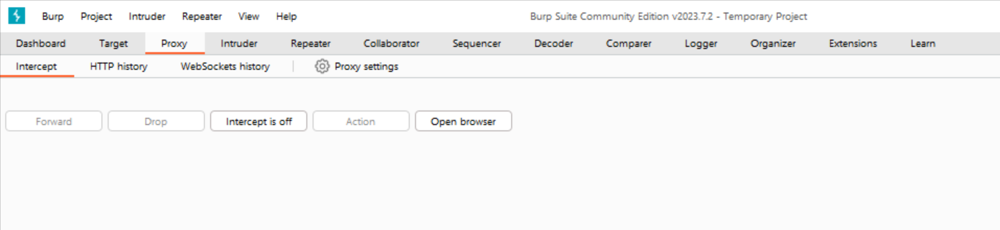 Burp Project Intruder Repeater View Help Burp Suite Community Edition v2023.7.2 - Temporary Project
Dashboard Target Proxy Intruder Repeater Collaborator Sequencer Decoder Comparer Logger Organizer Extensions Learn
Intercept HTTP history WebSockets history Proxy settings
Forward Drop Intercept is off Action Open browser